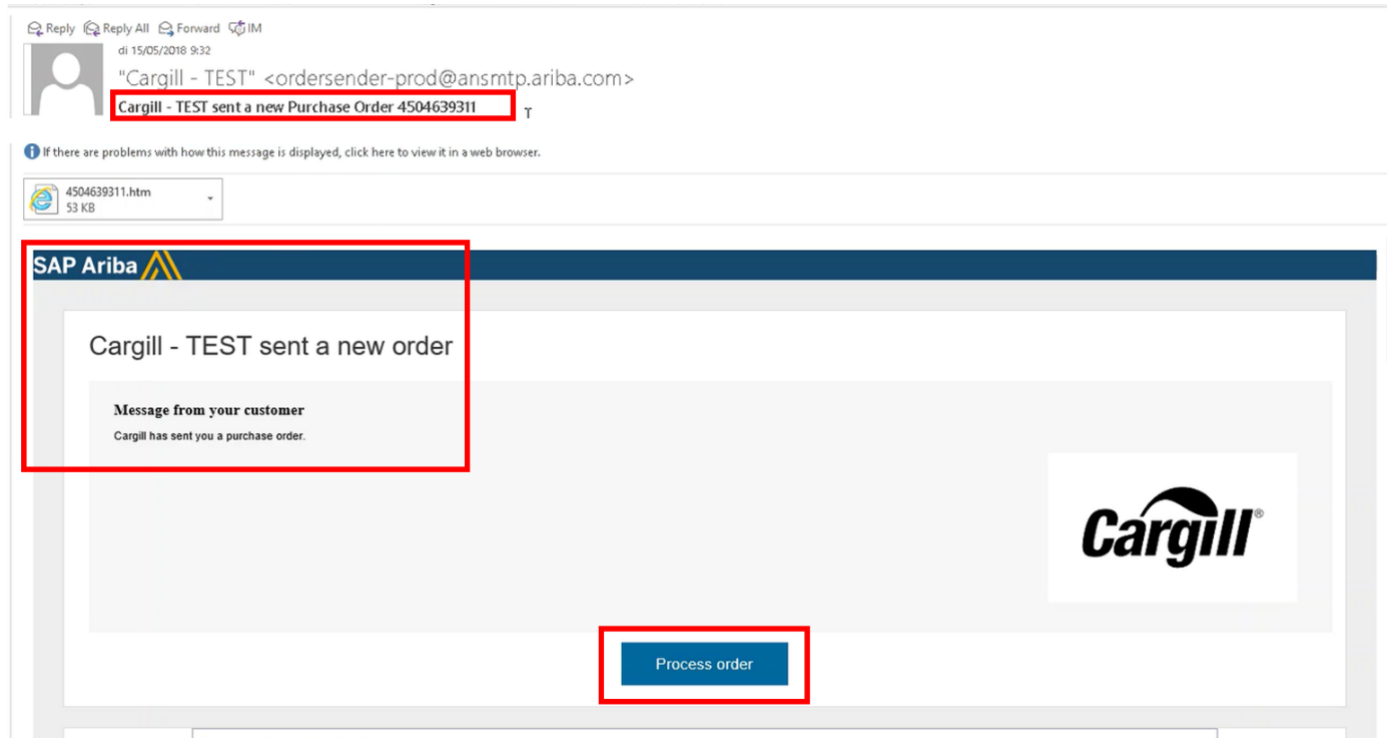 Reply Reply All Forward IM
di 15/05/2018 9:32
"Cargill - TEST" <ordersender-prod@ansmtp.ariba.com>
Cargill - TEST sent a new Purchase Order 4504639311
If there are problems with how this message is displayed, click here to view it in a web browser.
4504639311.htm
53 KB
SAP Ariba
Cargill - TEST sent a new order
Message from your customer
Cargill has sent you a purchase order.
Cargill®
Process order